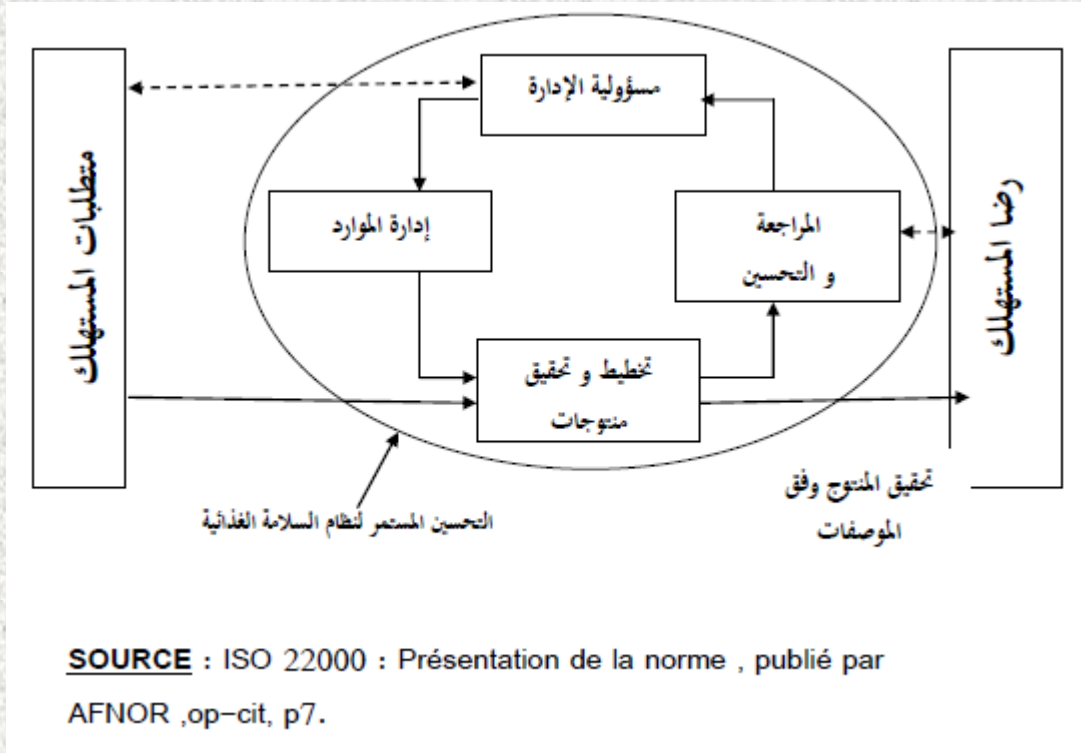 مسؤولية الإدارة
متطلبات المستهلك
إدارة الموارد
المراجعة
و التحسين
رضا المستهلك
تخطيط و تحقيق
منتوجات
تحقيق المنتوج وفق
الموصفات
التحسين المستمر لنظام السلامة الغذائية
SOURCE : ISO 22000 : Présentation de la norme , publié par
AFNOR ,op-cit, p7.